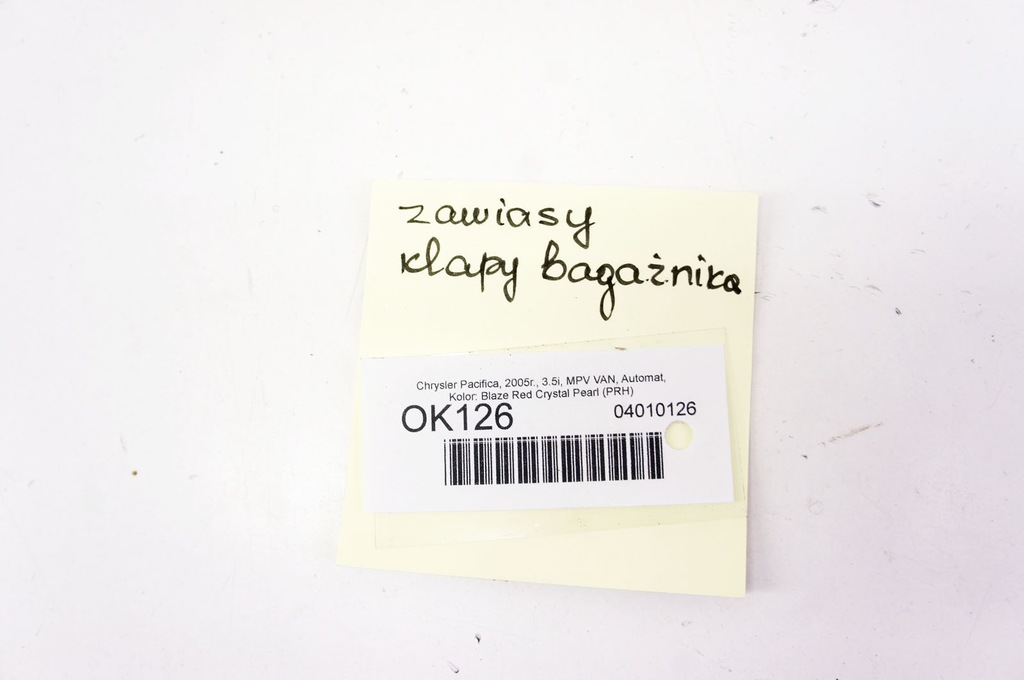 zawiasy
klapy bagażnika
Chrysler Pacifica, 2005r., 3.5i, MPV VAN, Automat,
Kolor: Blaze Red Crystal Pearl (PRH)
OK126 04010126